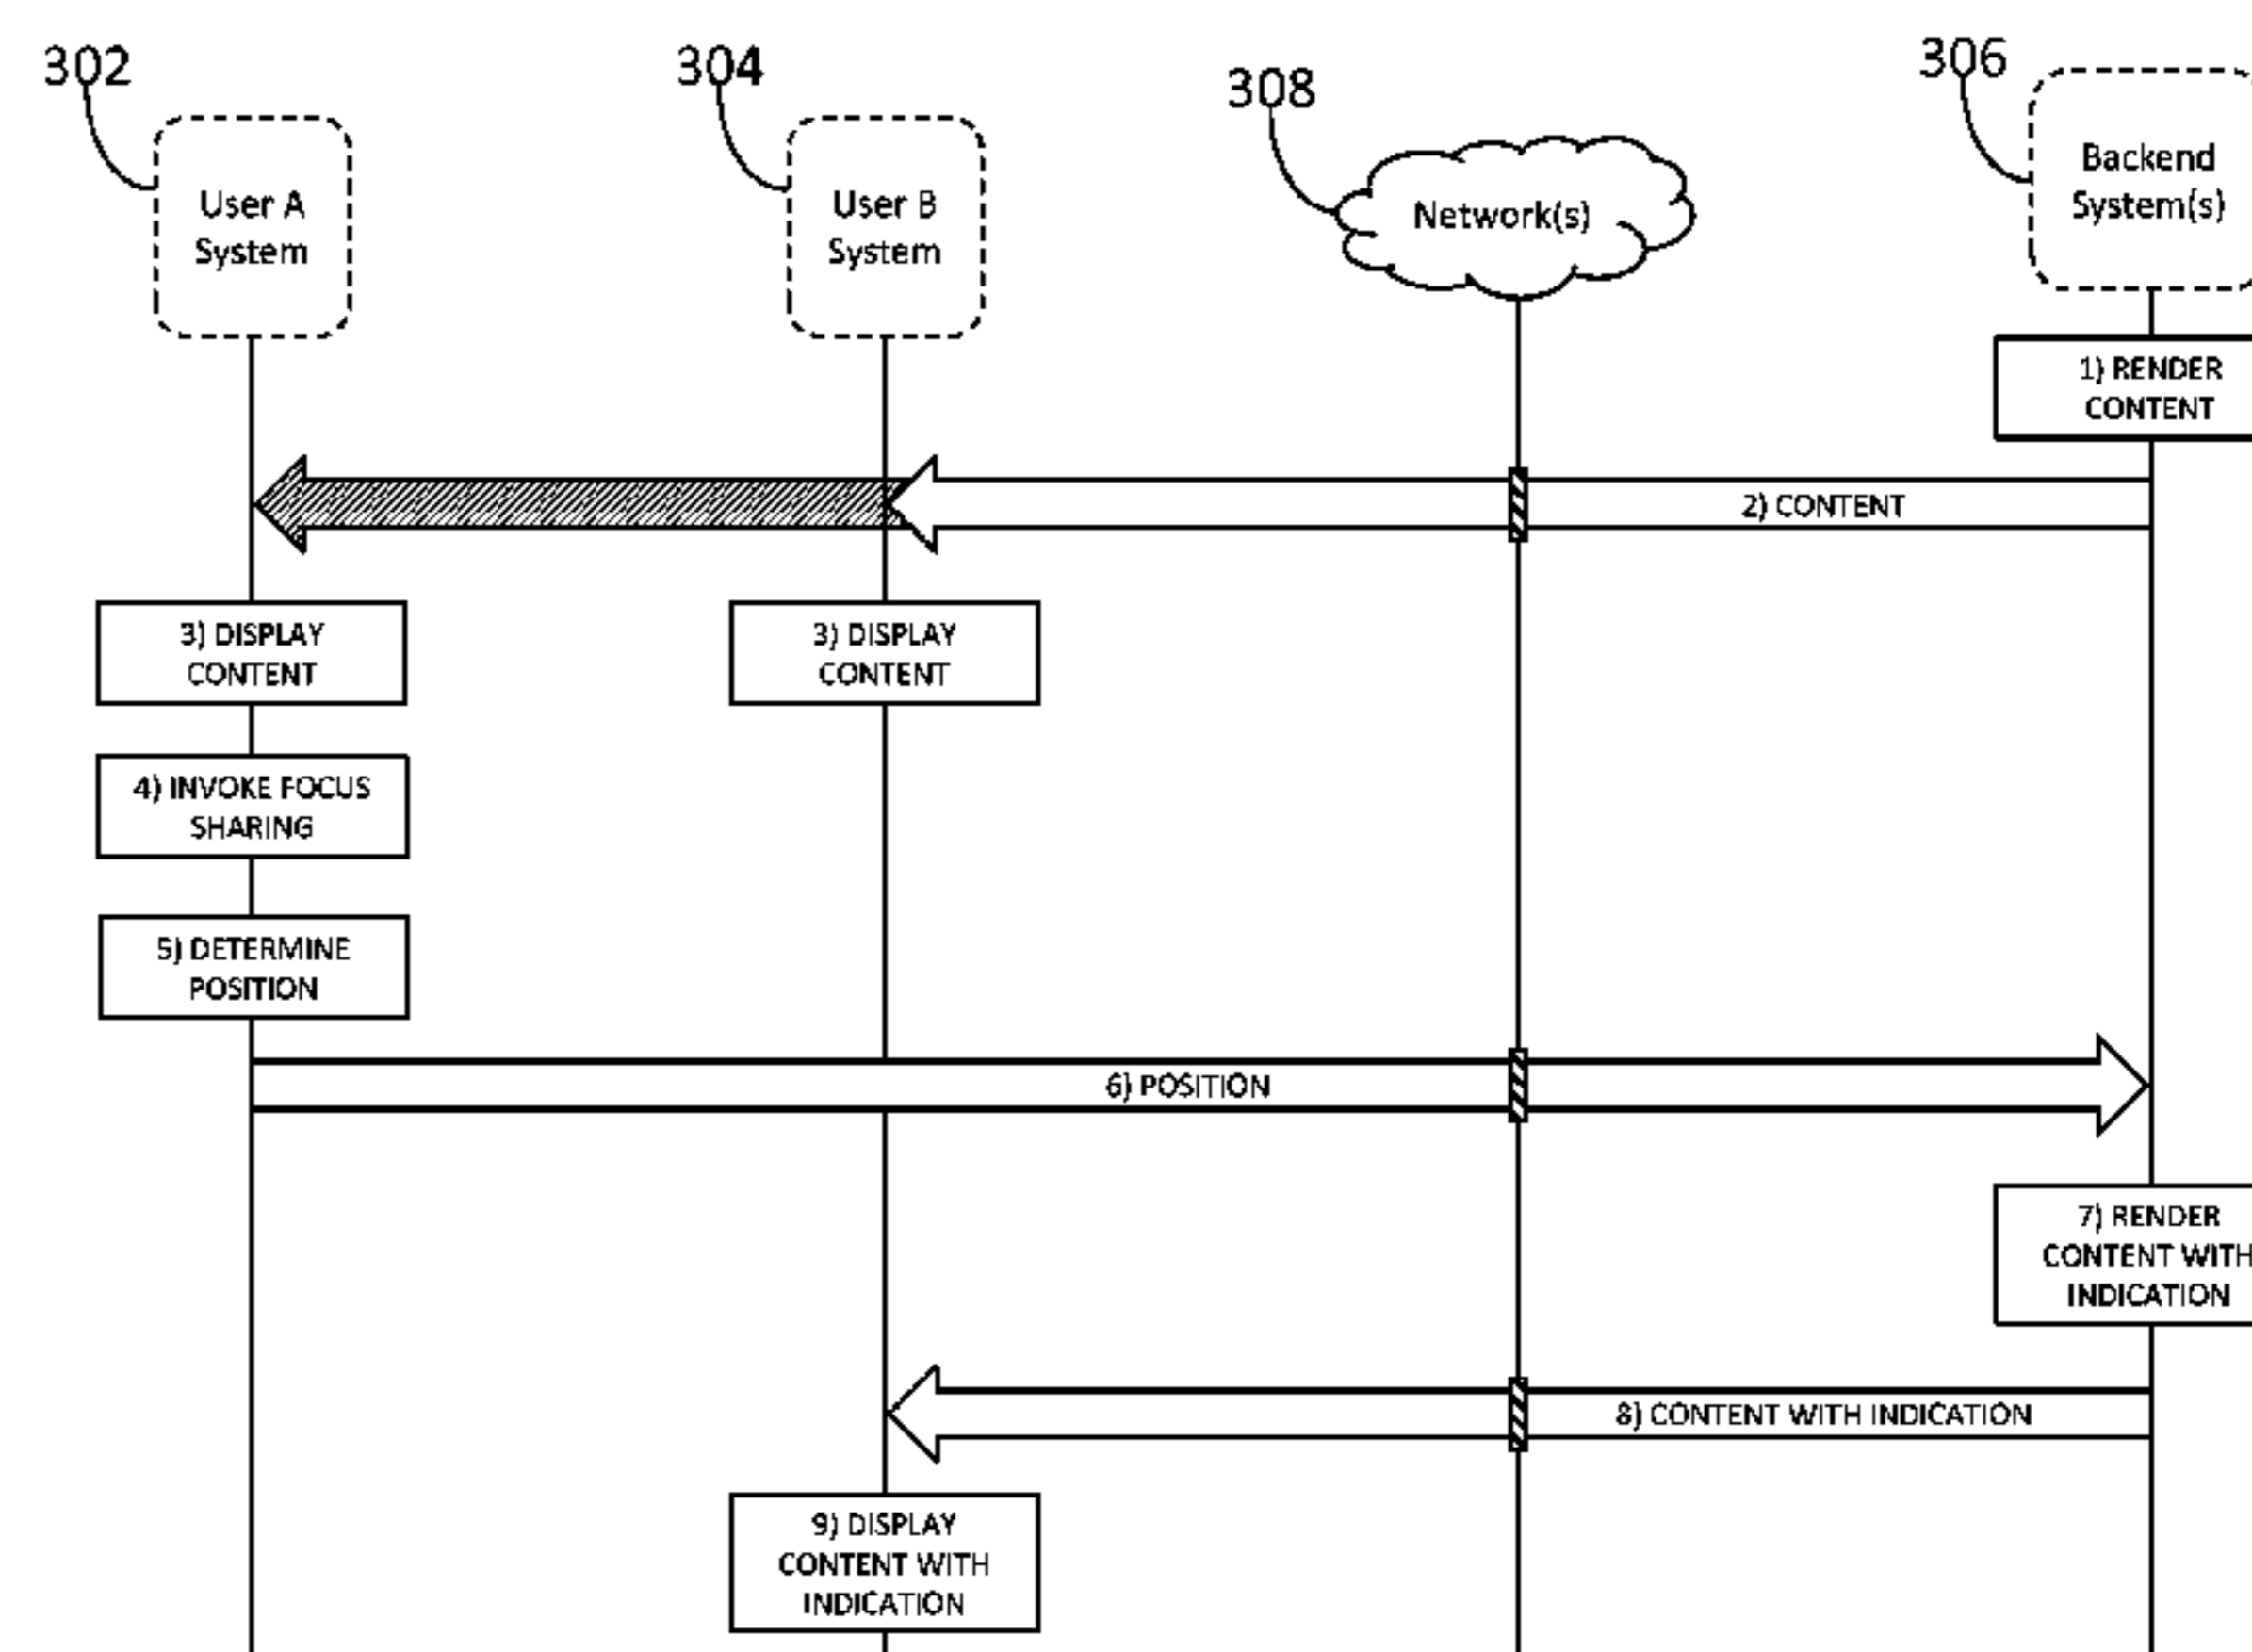 302
304
308
306
User A
System
User B
System
Network(s)
Backend
System(s)
1) RENDER
CONTENT
2) CONTENT
3) DISPLAY
CONTENT
3) DISPLAY
CONTENT
4) INVOKE FOCUS
SHARING
5) DETERMINE
POSITION
6) POSITION
7) RENDER
CONTENT WITH
INDICATION
8) CONTENT WITH INDICATION
9) DISPLAY
CONTENT WITH
INDICATION